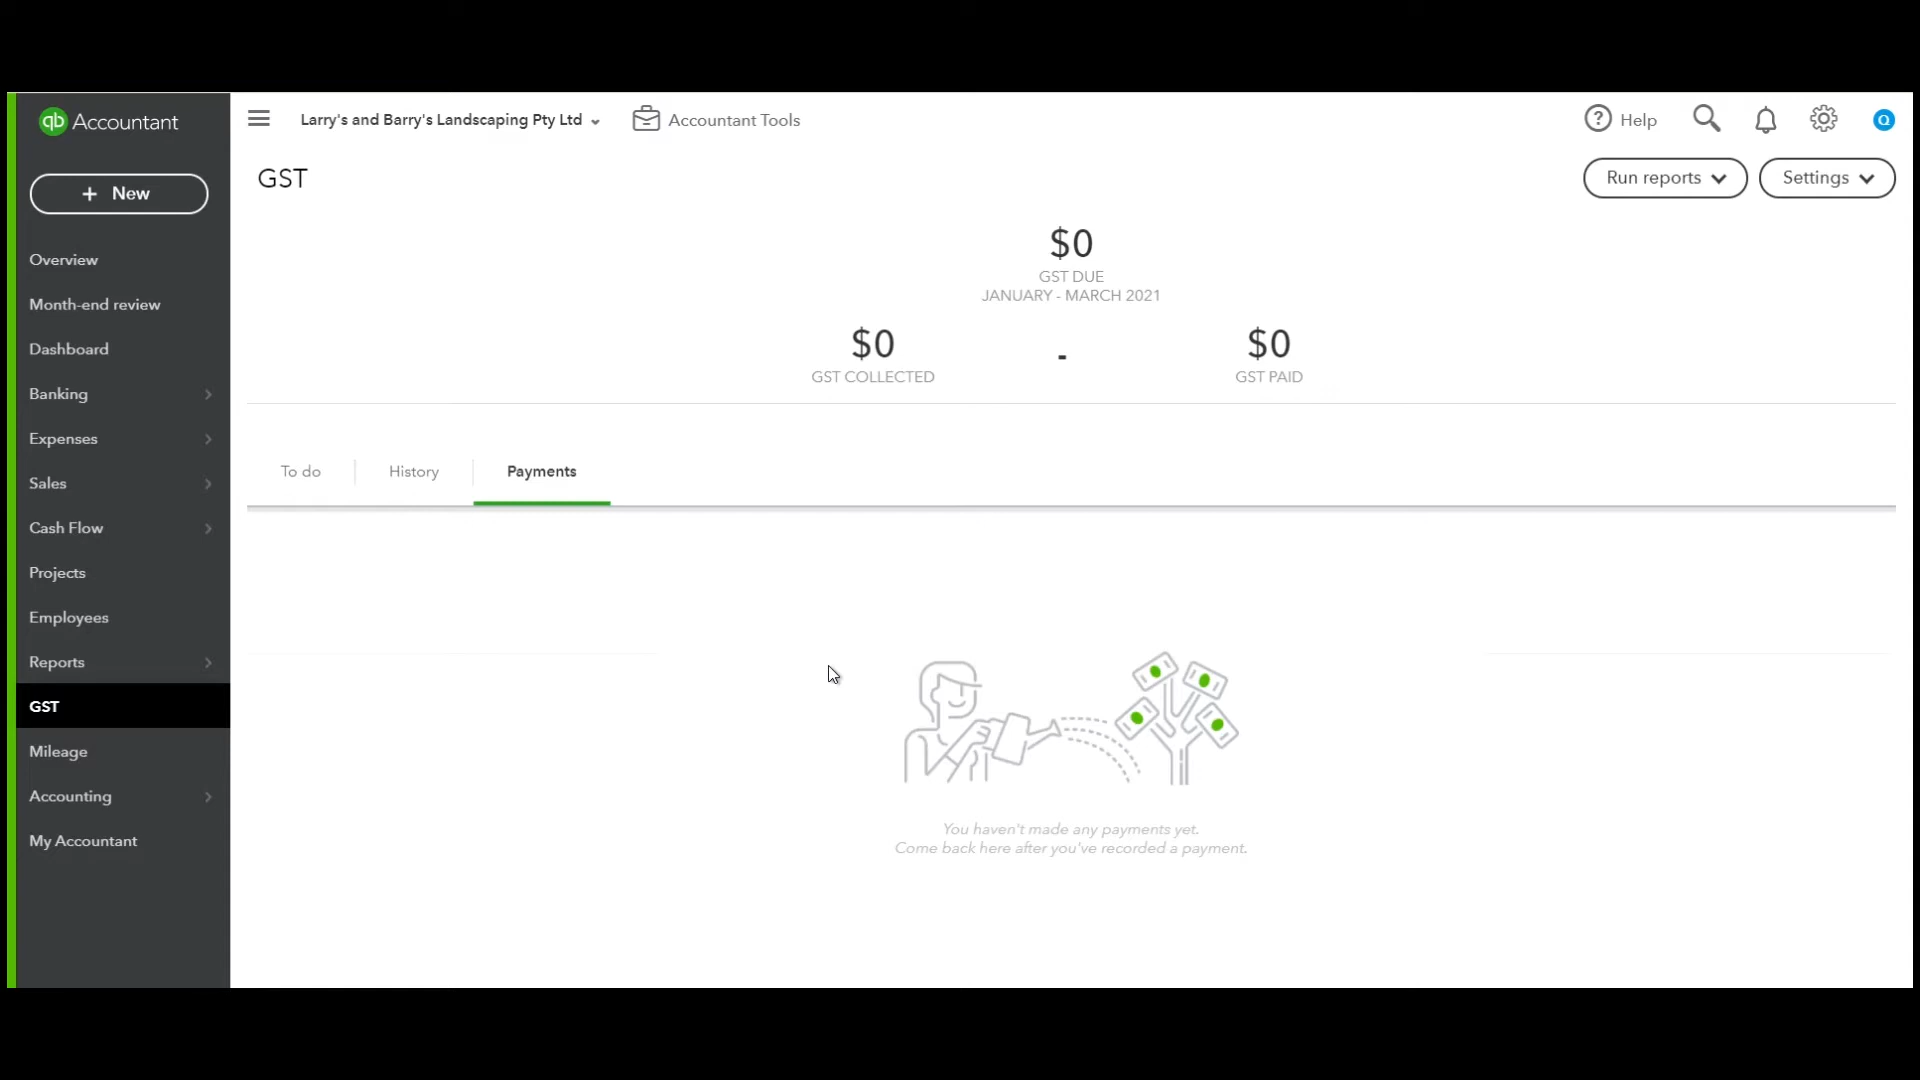 qb Accountant
Larry's and Barry's Landscaping Pty Ltd
Accountant Tools
Help
Q
+ New
GST
Run reports
Settings
Overview
Month-end review
Dashboard
Banking
Expenses
Sales
Cash Flow
Projects
Employees
Reports
GST
Mileage
Accounting
My Accountant
$0
GST DUE
JANUARY - MARCH 2021
$0
GST COLLECTED
-
$0
GST PAID
To do
History
Payments
You haven't made any payments yet.
Come back here after you've recorded a payment.